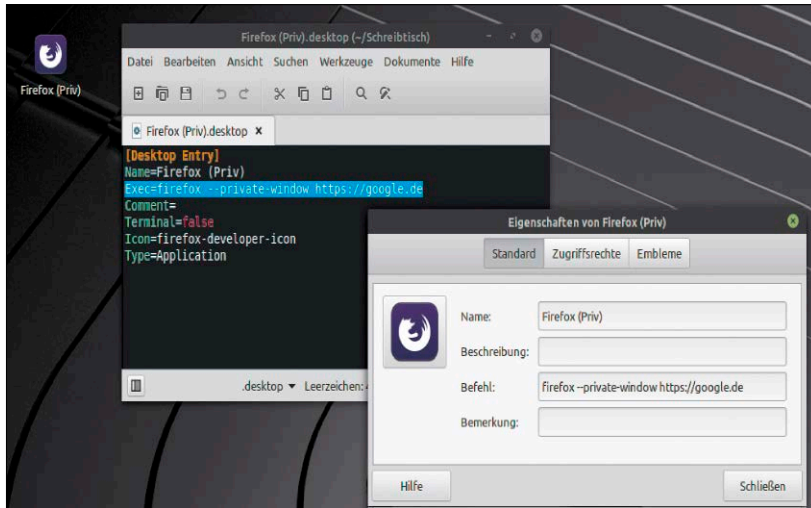 Firefox (Priv)
Firefox (Priv).desktop (~/Schreibtisch)
Datei Bearbeiten Ansicht Suchen Werkzeuge Dokumente Hilfe
Firefox (Priv).desktop
[Desktop Entry]
Name=Firefox (Priv)
Exec=firefox --private-window https://google.de
Comment=
Terminal=false
Icon=firefox-developer-icon
Type=Application
.desktop Leerzeichen:
Eigenschaften von Firefox (Priv)
Standard Zugriffsrechte Embleme
Name: Firefox (Priv)
Beschreibung:
Befehl: firefox --private-window https://google.de
Bemerkung:
Hilfe Schließen